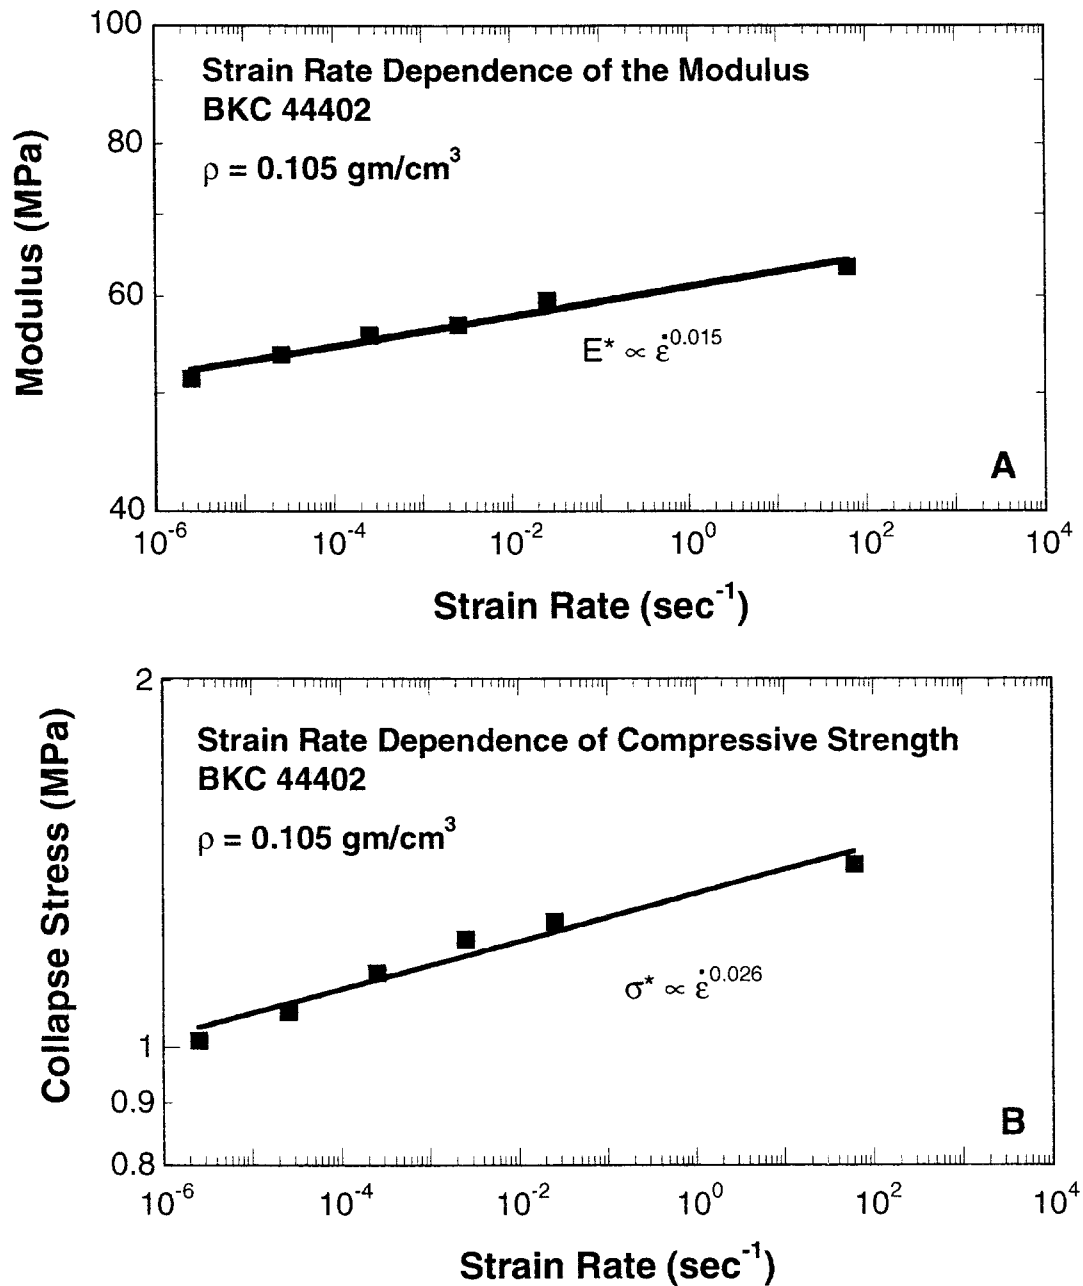 100
Strain Rate Dependence of the Modulus
BKC 44402
ρ = 0.105 gm/cm³
80
Modulus (MPa)
60
E* ∝ ε̇^0.015
A
40
10⁻⁶ 10⁻⁴ 10⁻² 10⁰ 10² 10⁴
Strain Rate (sec⁻¹)
2
Strain Rate Dependence of Compressive Strength
BKC 44402
ρ = 0.105 gm/cm³
Collapse Stress (MPa)
σ* ∝ ε̇^0.026
1
0.9
B
0.8
10⁻⁶ 10⁻⁴ 10⁻² 10⁰ 10² 10⁴
Strain Rate (sec⁻¹)